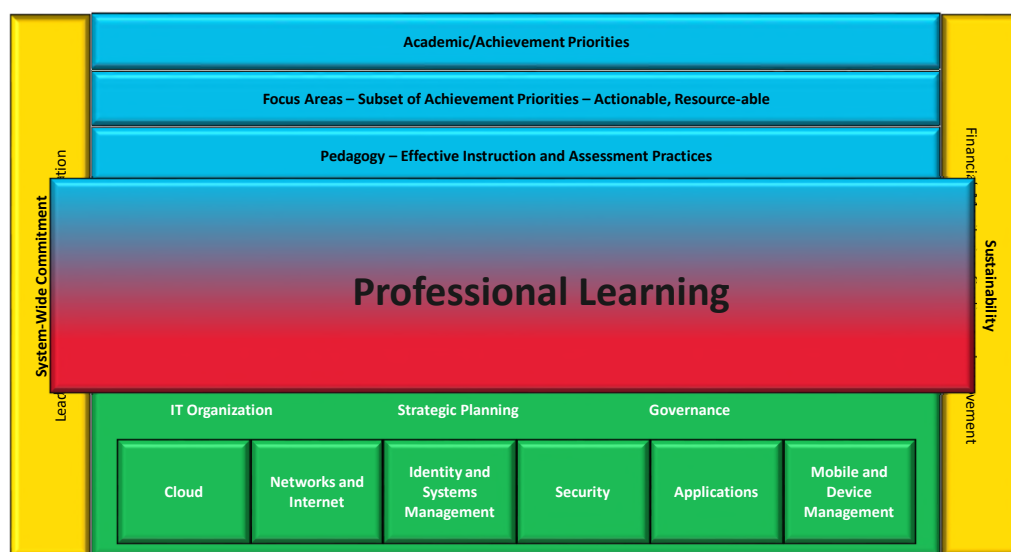 Academic/Achievement Priorities
Focus Areas – Subset of Achievement Priorities – Actionable, Resource-able
Pedagogy – Effective Instruction and Assessment Practices
System-Wide Commitment
Professional Learning
Sustainability
Financial
IT Organization
Strategic Planning
Governance
Cloud
Networks and
Internet
Identity and
Systems
Management
Security
Applications
Mobile and
Device
Management